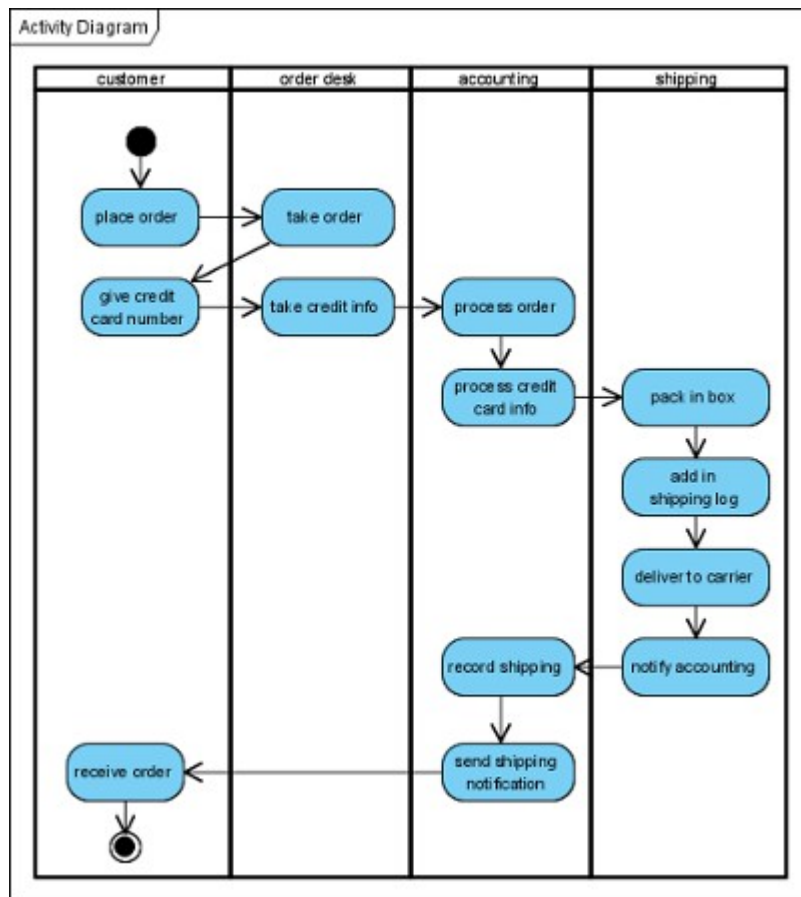 Activity Diagram
customer
order desk
accounting
shipping
place order
take order
give credit
card number
take credit info
process order
process credit
card info
pack in box
add in
shipping log
deliver to carrier
record shipping
notify accounting
receive order
send shipping
notification